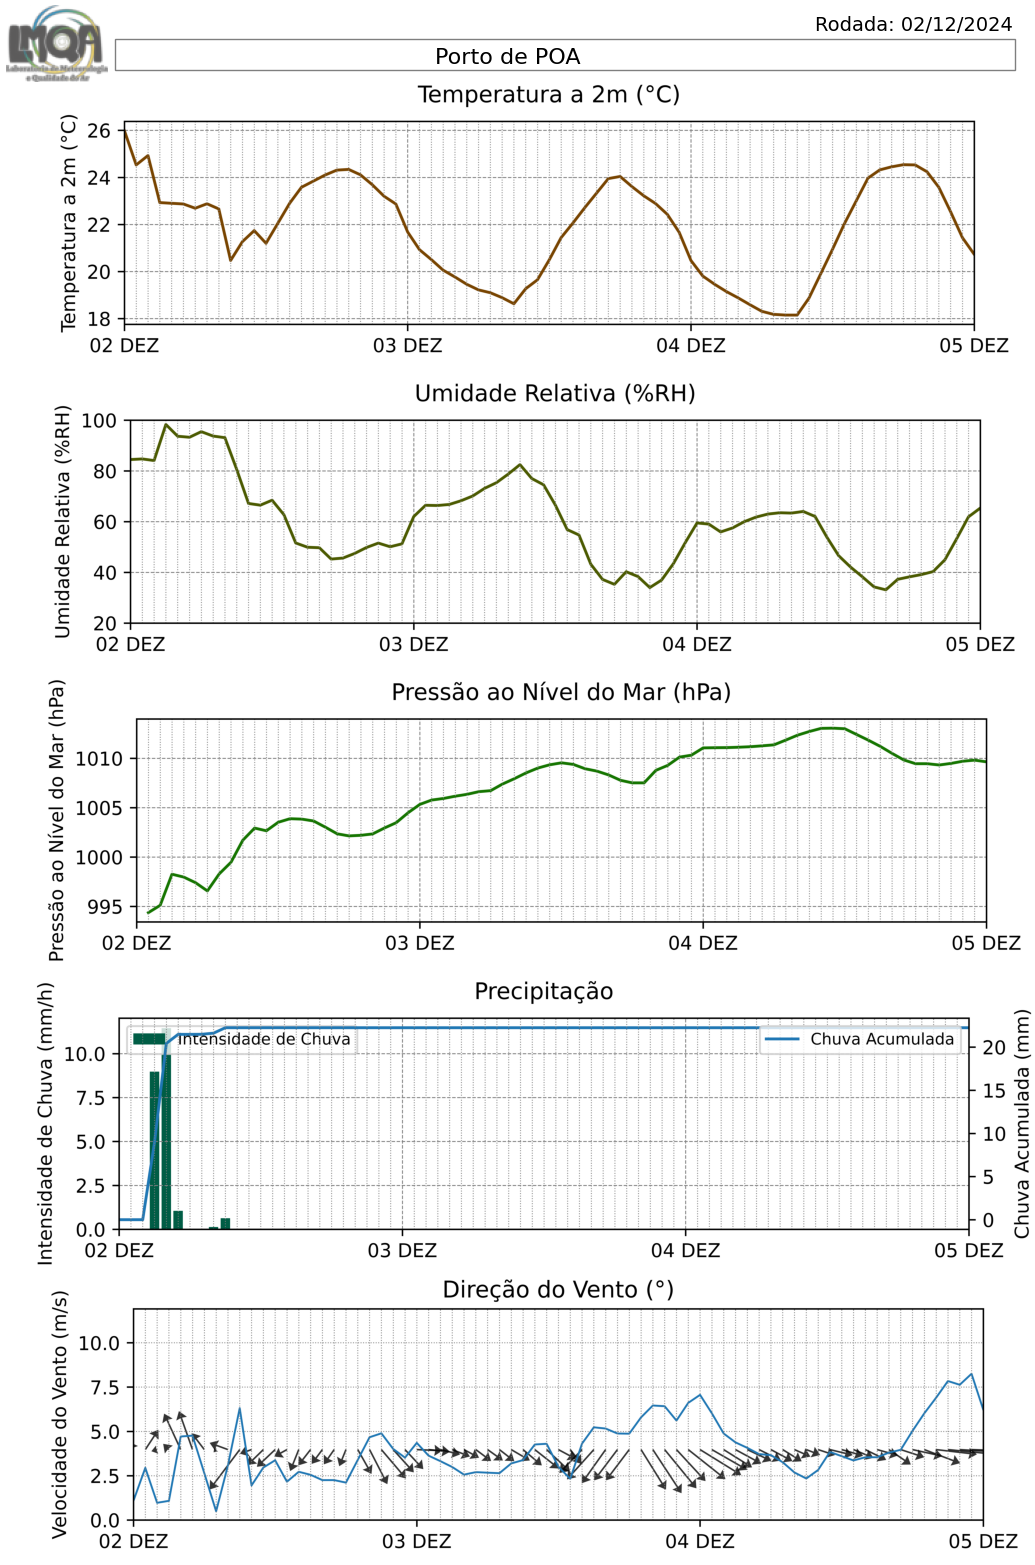 LMQA
Laboratório de Meteorologia
e Qualidade do Ar
Rodada: 02/12/2024
Porto de POA
Temperatura a 2m (°C)
Temperatura a 2m (°C)
26
24
22
20
18
02 DEZ 03 DEZ 04 DEZ 05 DEZ
Umidade Relativa (%RH)
Umidade Relativa (%RH)
100
80
60
40
20
02 DEZ 03 DEZ 04 DEZ 05 DEZ
Pressão ao Nível do Mar (hPa)
Pressão ao Nível do Mar (hPa)
1010
1005
1000
995
02 DEZ 03 DEZ 04 DEZ 05 DEZ
Precipitação
Intensidade de Chuva (mm/h)
10.0
7.5
5.0
2.5
0.0
Intensidade de Chuva
Chuva Acumulada
20
15
10
5
0
Chuva Acumulada (mm)
02 DEZ 03 DEZ 04 DEZ 05 DEZ
Direção do Vento (°)
Velocidade do Vento (m/s)
10.0
7.5
5.0
2.5
0.0
02 DEZ 03 DEZ 04 DEZ 05 DEZ